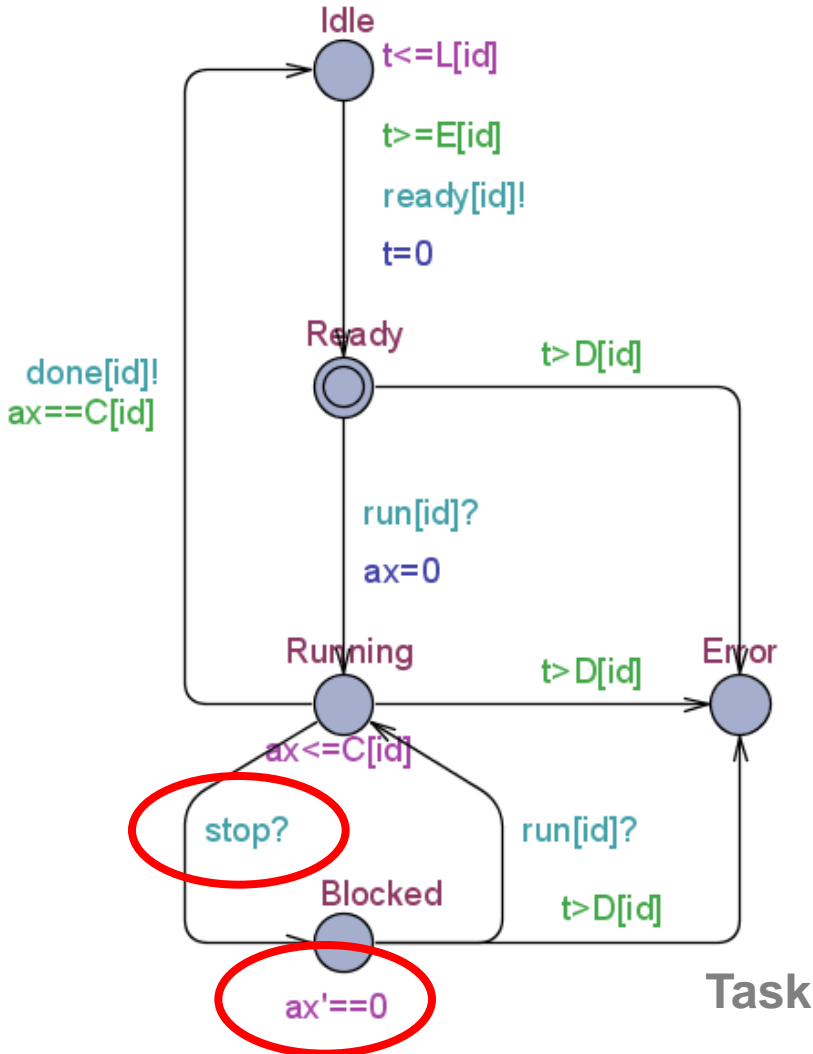 Idle
t<=L[id]
t>=E[id]
ready[id]!
t=0
Ready
t>D[id]
done[id]!
ax==C[id]
run[id]?
ax=0
Running
Error
t>D[id]
ax<=C[id]
stop?
run[id]?
Blocked
t>D[id]
ax'==0
Task